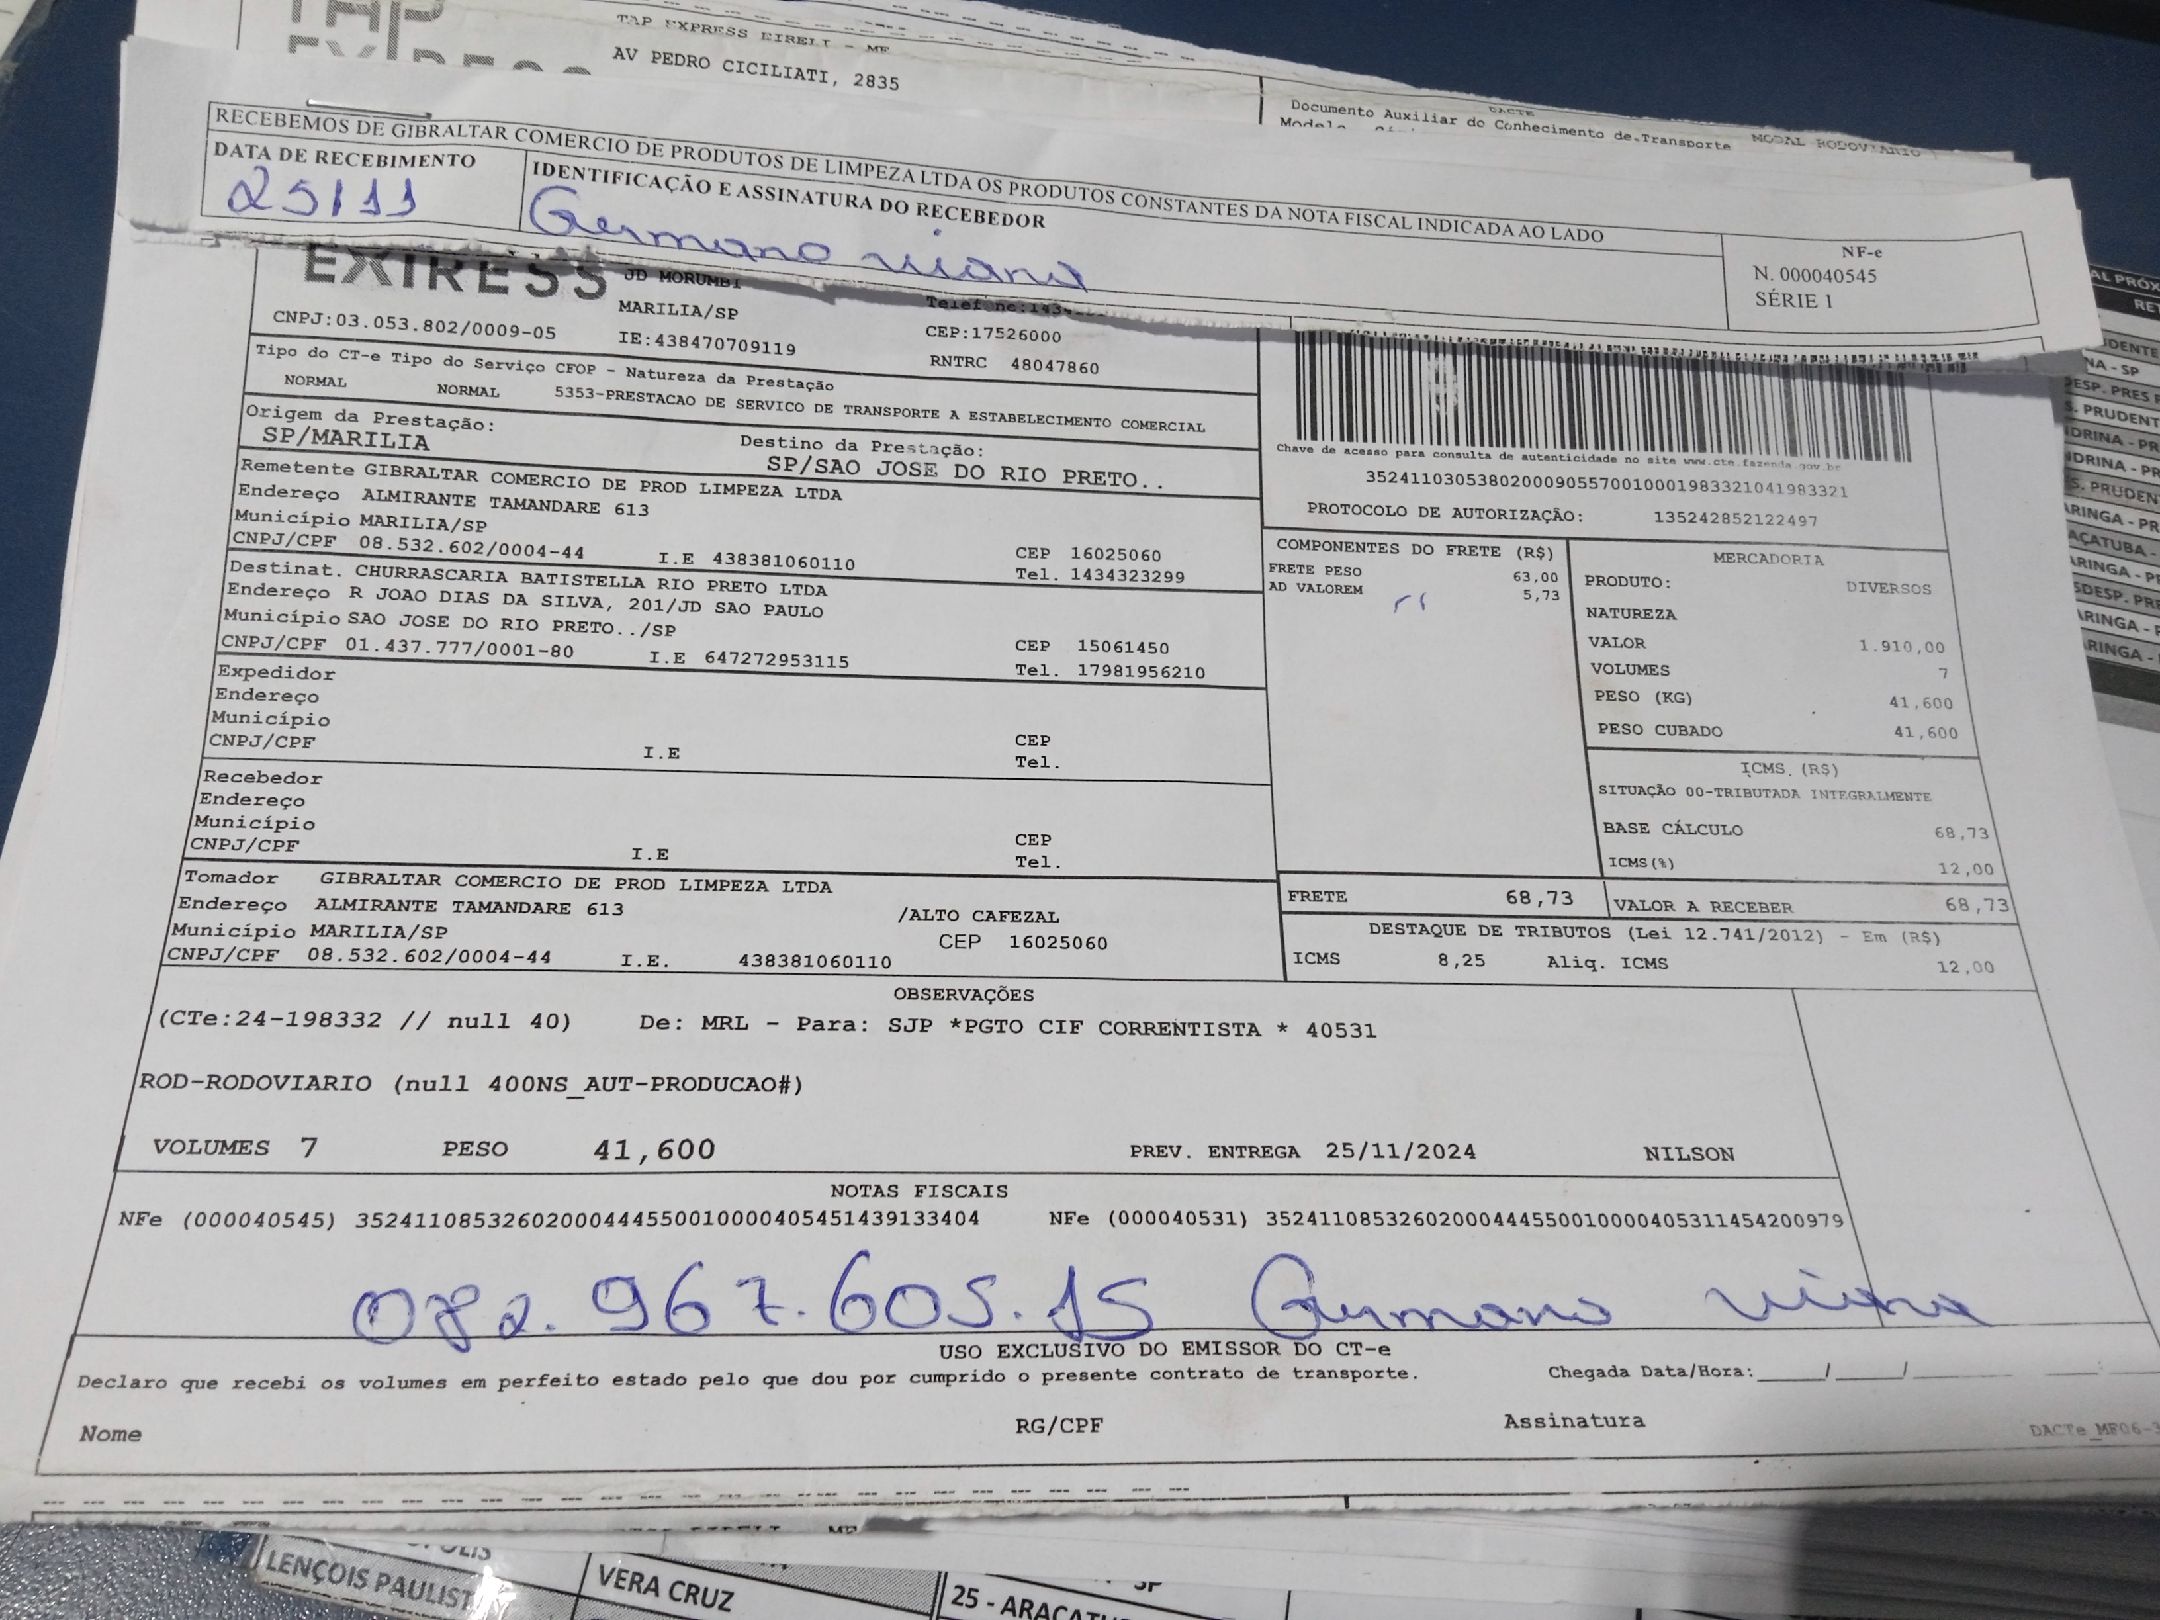 TAP EXPRESS EIRELI - ME
AV PEDRO CICILIATI, 2835
DACTE
Documento Auxiliar do Conhecimento de Transporte
MODAL RODOVIARIO
RECEBEMOS DE GIBRALTAR COMERCIO DE PRODUTOS DE LIMPEZA LTDA OS PRODUTOS CONSTANTES DA NOTA FISCAL INDICADA AO LADO
DATA DE RECEBIMENTO
25/11
IDENTIFICAÇÃO E ASSINATURA DO RECEBEDOR
Germano viana
NF-e
N. 000040545
SÉRIE 1
JD MORUMBI
MARILIA/SP
CEP:17526000
CNPJ:03.053.802/0009-05
IE:438470709119
RNTRC 48047860
Tipo do CT-e Tipo do Serviço CFOP - Natureza da Prestação
NORMAL NORMAL 5353-PRESTACAO DE SERVICO DE TRANSPORTE A ESTABELECIMENTO COMERCIAL
Origem da Prestação:
SP/MARILIA
Destino da Prestação:
SP/SAO JOSE DO RIO PRETO..
Chave de acesso para consulta de autenticidade no site www.cte.fazenda.gov.br
35241103053802000905570010001983321041983321
PROTOCOLO DE AUTORIZAÇÃO: 135242852122497
Remetente GIBRALTAR COMERCIO DE PROD LIMPEZA LTDA
Endereço ALMIRANTE TAMANDARE 613
Município MARILIA/SP
CEP 16025060
CNPJ/CPF 08.532.602/0004-44 I.E 438381060110 Tel. 1434323299
Destinat. CHURRASCARIA BATISTELLA RIO PRETO LTDA
Endereço R JOAO DIAS DA SILVA, 201/JD SAO PAULO
Município SAO JOSE DO RIO PRETO../SP CEP 15061450
CNPJ/CPF 01.437.777/0001-80 I.E 647272953115 Tel. 17981956210
Expedidor
Endereço
Município CEP
CNPJ/CPF I.E Tel.
Recebedor
Endereço
Município CEP
CNPJ/CPF I.E Tel.
Tomador GIBRALTAR COMERCIO DE PROD LIMPEZA LTDA
Endereço ALMIRANTE TAMANDARE 613 /ALTO CAFEZAL
Município MARILIA/SP CEP 16025060
CNPJ/CPF 08.532.602/0004-44 I.E. 438381060110
COMPONENTES DO FRETE (R$)
FRETE PESO 63,00
AD VALOREM 5,73
MERCADORIA
PRODUTO: DIVERSOS
NATUREZA
VALOR 1.910,00
VOLUMES 7
PESO (KG) 41,600
PESO CUBADO 41,600
ICMS. (R$)
SITUAÇÃO 00-TRIBUTADA INTEGRALMENTE
BASE CÁLCULO 68,73
ICMS(%) 12,00
FRETE 68,73 VALOR A RECEBER 68,73
DESTAQUE DE TRIBUTOS (Lei 12.741/2012) - Em (R$)
ICMS 8,25 Aliq. ICMS 12,00
OBSERVAÇÕES
(CTe:24-198332 // null 40) De: MRL - Para: SJP *PGTO CIF CORRENTISTA * 40531
ROD-RODOVIARIO (null 400NS_AUT-PRODUCAO#)
VOLUMES 7 PESO 41,600 PREV. ENTREGA 25/11/2024 NILSON
NOTAS FISCAIS
NFe (000040545) 35241108532602000444550010000405451439133404 NFe (000040531) 35241108532602000444550010000405311454200979
082.967.605.15 Germano viana
USO EXCLUSIVO DO EMISSOR DO CT-e
Declaro que recebi os volumes em perfeito estado pelo que dou por cumprido o presente contrato de transporte. Chegada Data/Hora:_____/_____/
Nome RG/CPF Assinatura
LENÇOIS PAULIST
VERA CRUZ
25 - ARAÇATU